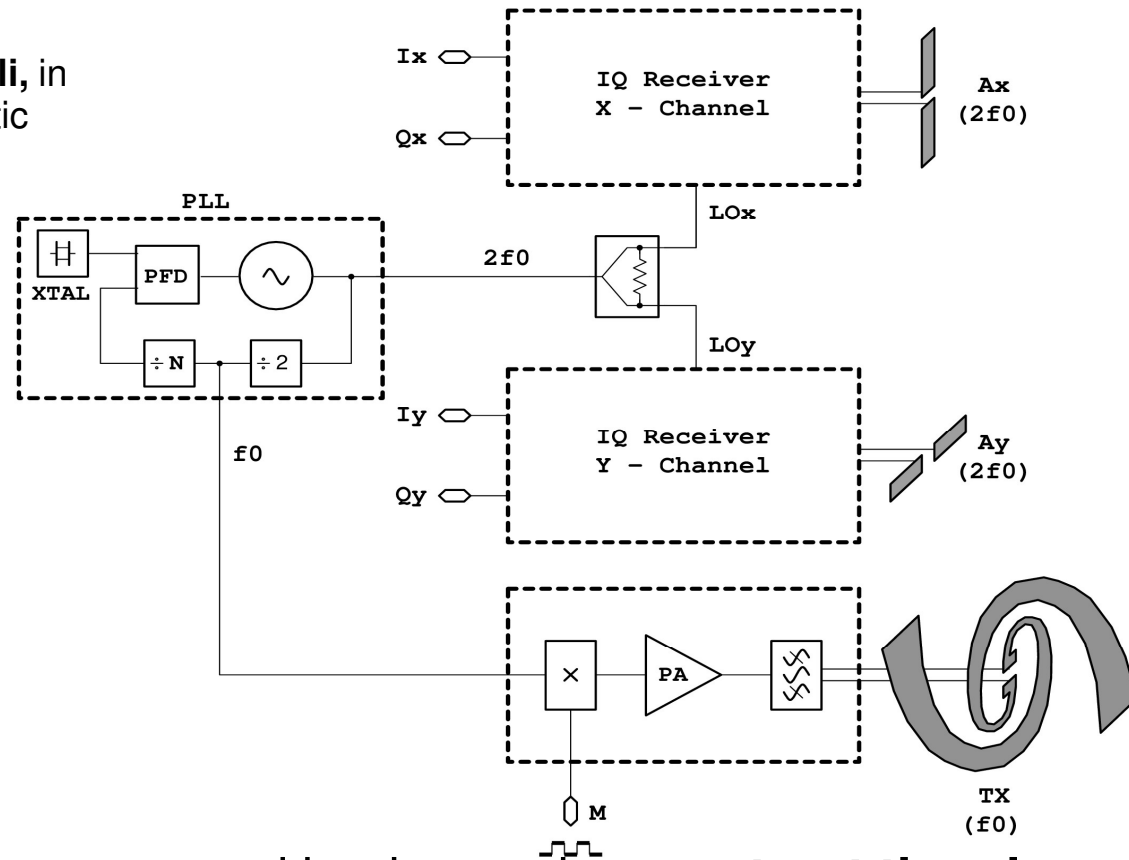 li, in
tic
Ix
Qx
IQ Receiver
X – Channel
Ax
(2f0)
LOx
PLL
XTAL
PFD
÷ N
÷ 2
2f0
f0
LOy
Iy
Qy
IQ Receiver
Y – Channel
Ay
(2f0)
×
PA
M
TX
(f0)